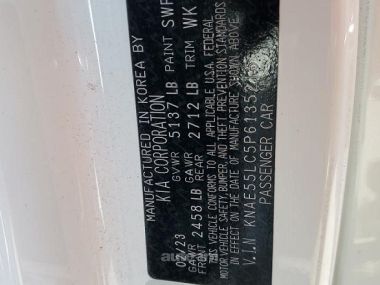 MANUFACTURED IN KOREA BY
KIA CORPORATION
02/23 GVWR 5137 LB PAINT SWP
GAWR FRONT 2458 LB GAWR REAR 2712 LB TRIM WK
THIS VEHICLE CONFORMS TO ALL APPLICABLE U.S.A. FEDERAL
MOTOR VEHICLE SAFETY, BUMPER, AND THEFT PREVENTION STANDARDS
IN EFFECT ON THE DATE OF MANUFACTURE SHOWN ABOVE.
V.I.N KNAE55LC5P61352
PASSENGER CAR